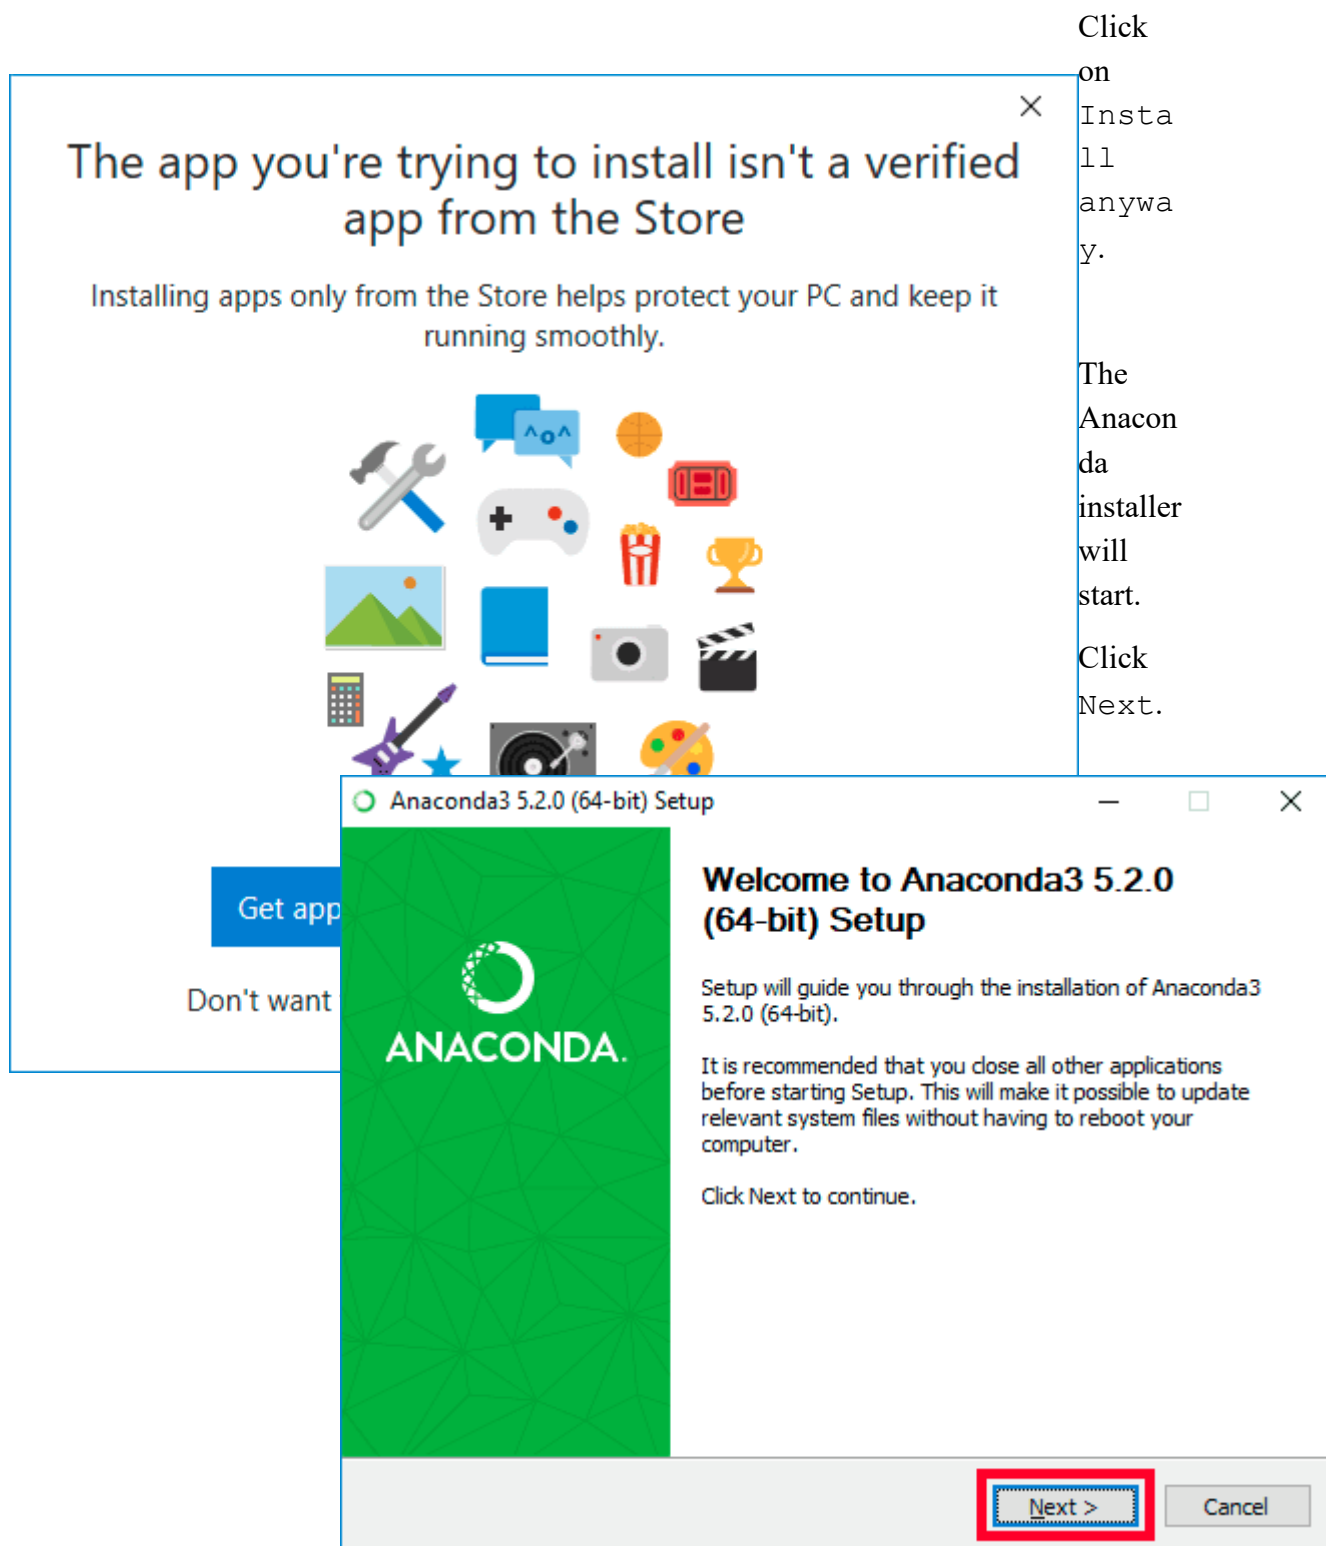 Click
on
Insta
ll
anywa
y.
The
Anacon
da
installer
will
start.
Click
Next.
The app you're trying to install isn't a verified
app from the Store
Installing apps only from the Store helps protect your PC and keep it
running smoothly.
^o^
Get app
Don't want
Anaconda3 5.2.0 (64-bit) Setup
ANACONDA.
Welcome to Anaconda3 5.2.0
(64-bit) Setup
Setup will guide you through the installation of Anaconda3
5.2.0 (64-bit).
It is recommended that you close all other applications
before starting Setup. This will make it possible to update
relevant system files without having to reboot your
computer.
Click Next to continue.
Next >
Cancel